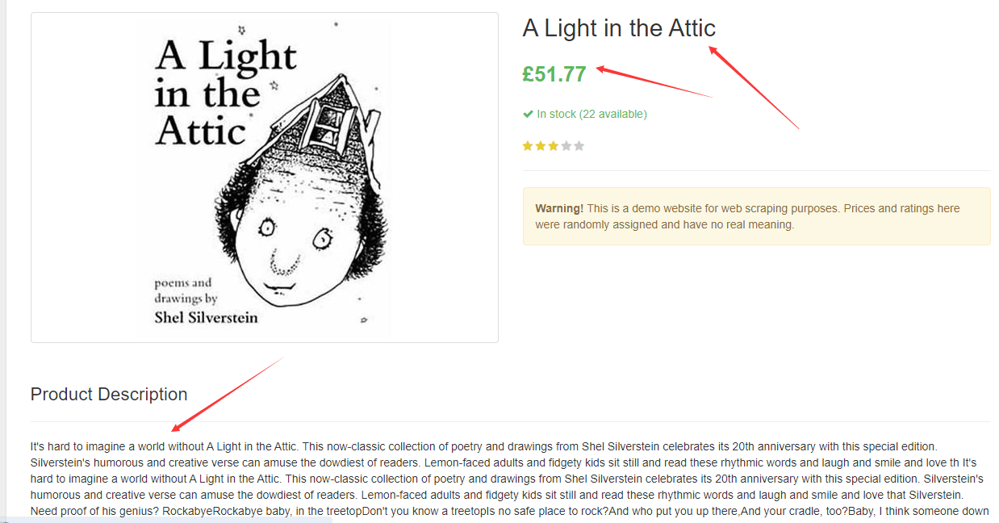 A Light
in the
Attic
poems and
drawings by
Shel Silverstein
A Light in the Attic
£51.77
In stock (22 available)
Warning! This is a demo website for web scraping purposes. Prices and ratings here
were randomly assigned and have no real meaning.
Product Description
It's hard to imagine a world without A Light in the Attic. This now-classic collection of poetry and drawings from Shel Silverstein celebrates its 20th anniversary with this special edition.
Silverstein's humorous and creative verse can amuse the dowdiest of readers. Lemon-faced adults and fidgety kids sit still and read these rhythmic words and laugh and smile and love th It's
hard to imagine a world without A Light in the Attic. This now-classic collection of poetry and drawings from Shel Silverstein celebrates its 20th anniversary with this special edition. Silverstein's
humorous and creative verse can amuse the dowdiest of readers. Lemon-faced adults and fidgety kids sit still and read these rhythmic words and laugh and smile and love that Silverstein.
Need proof of his genius? RockabyeRockabye baby, in the treetopDon't you know a treetopIs no safe place to rock?And who put you up there,And your cradle, too?Baby, I think someone down